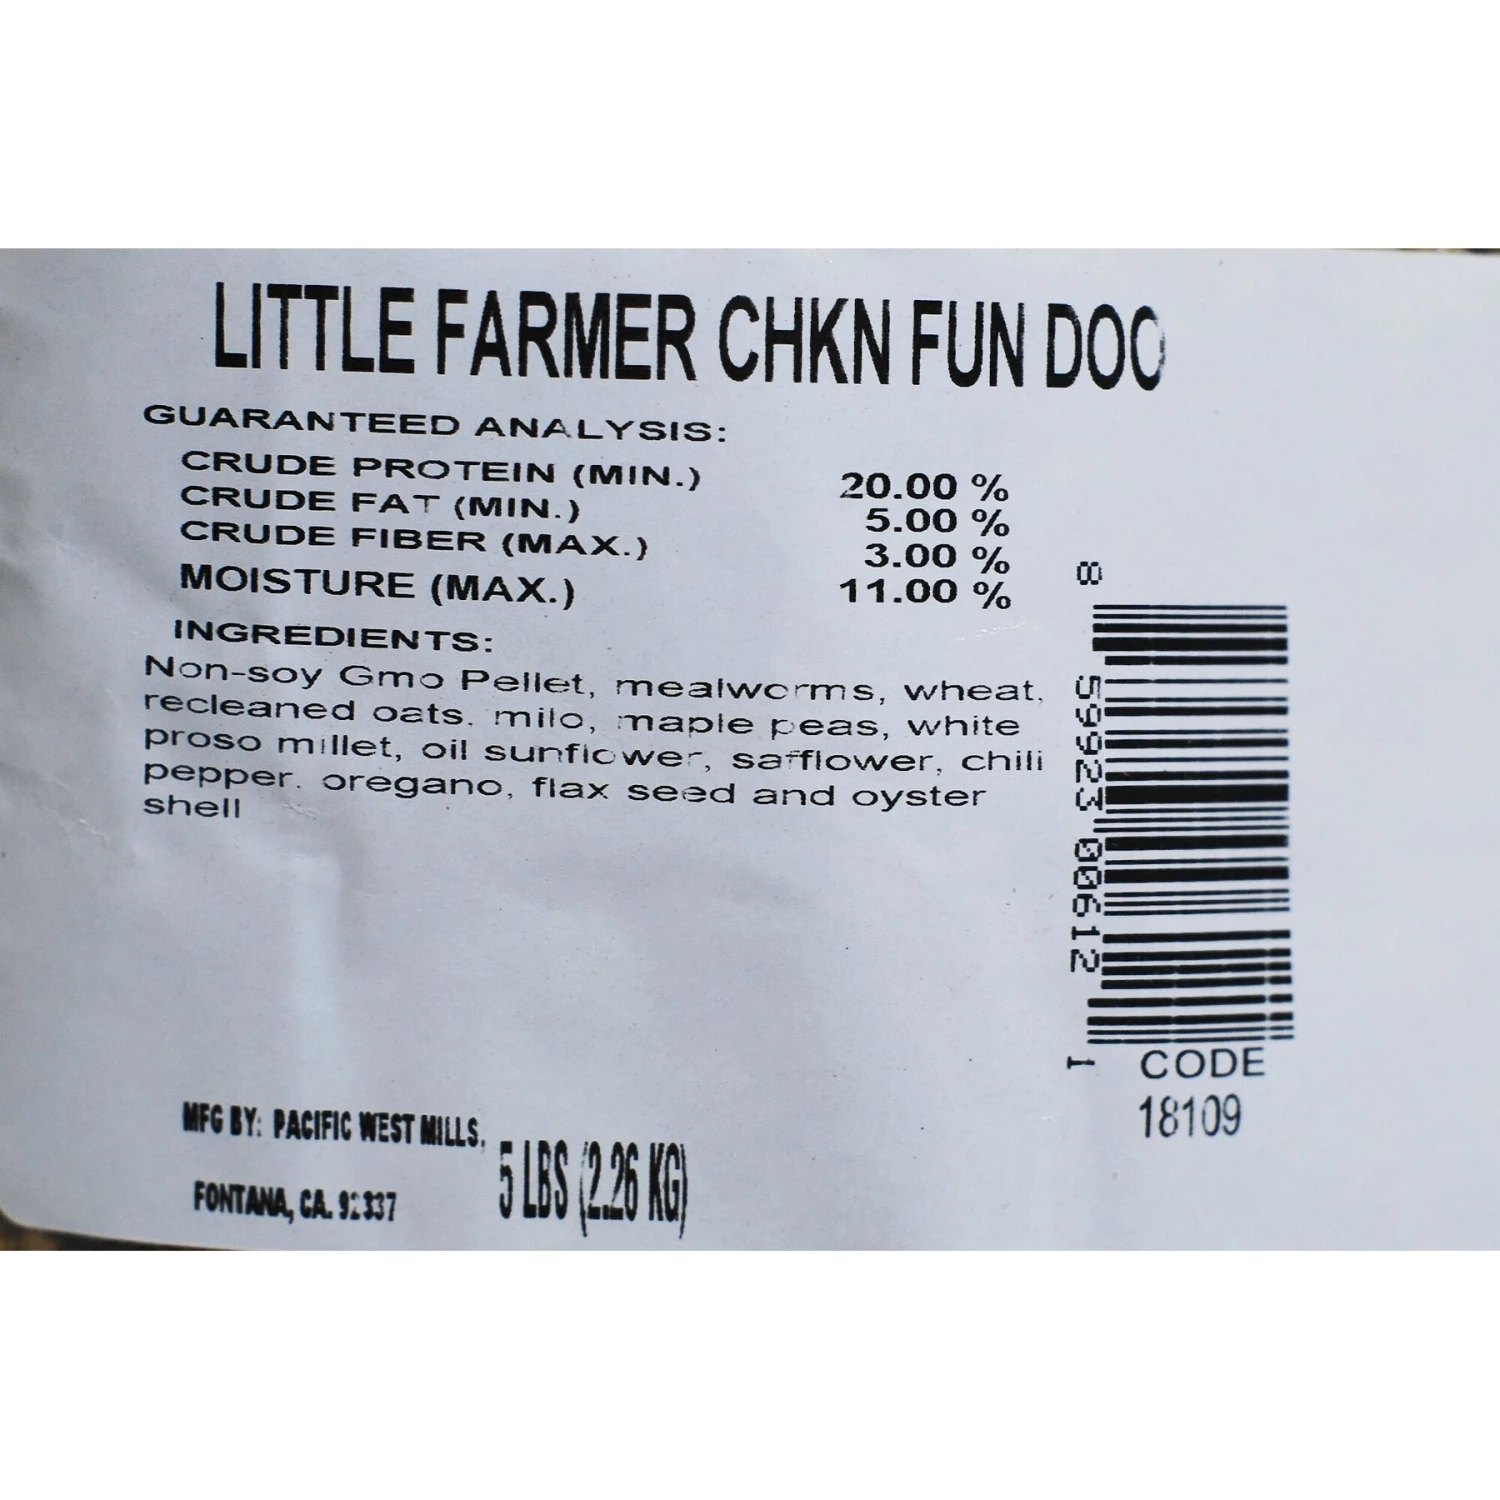 LITTLE FARMER CHKN FUN DOO
GUARANTEED ANALYSIS:
CRUDE PROTEIN (MIN.) 20.00 %
CRUDE FAT (MIN.) 5.00 %
CRUDE FIBER (MAX.) 3.00 %
MOISTURE (MAX.) 11.00 %
INGREDIENTS:
Non-soy Gmo Pellet, mealworms, wheat,
recleaned oats, milo, maple peas, white
proso millet, oil sunflower, safflower, chili
pepper, oregano, flax seed and oyster
shell
8 59923 00612 1
CODE
18109
MFG BY: PACIFIC WEST MILLS,
FONTANA, CA. 92337
5 LBS (2.26 KG)